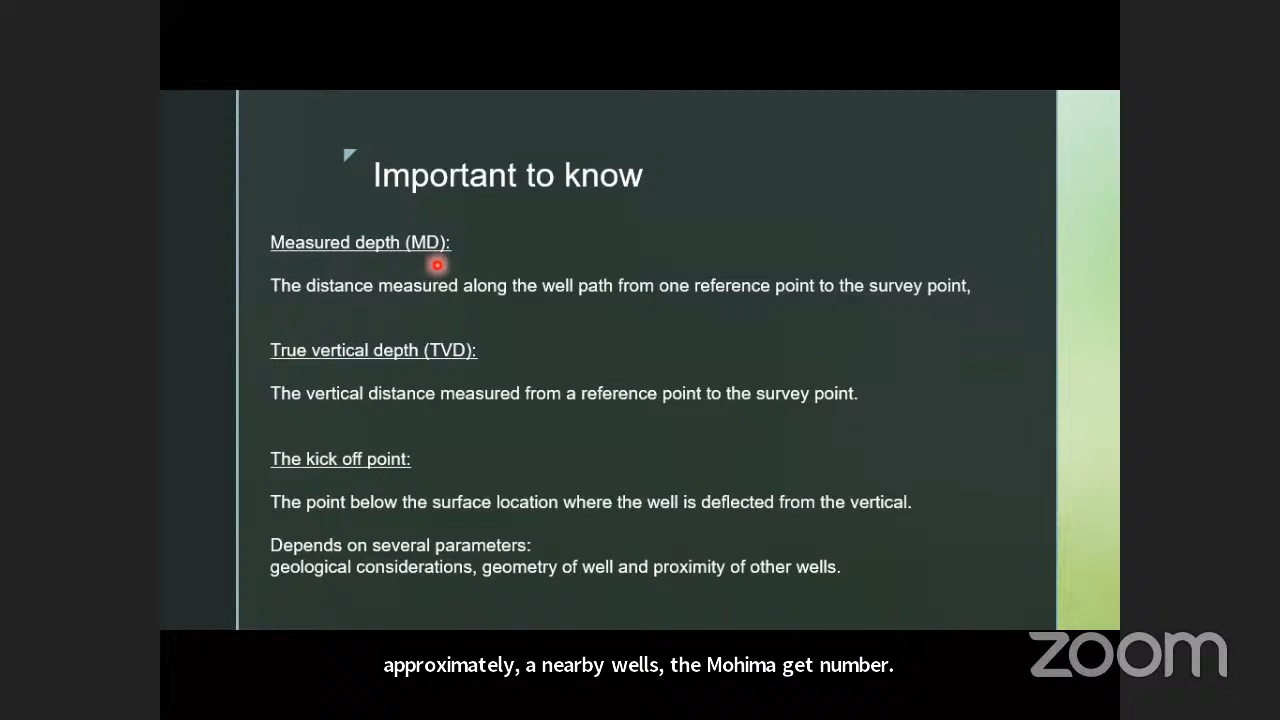 Important to know
Measured depth (MD):
The distance measured along the well path from one reference point to the survey point,
True vertical depth (TVD):
The vertical distance measured from a reference point to the survey point.
The kick off point:
The point below the surface location where the well is deflected from the vertical.
Depends on several parameters:
geological considerations, geometry of well and proximity of other wells.
approximately, a nearby wells, the Mohima get number.
zoom